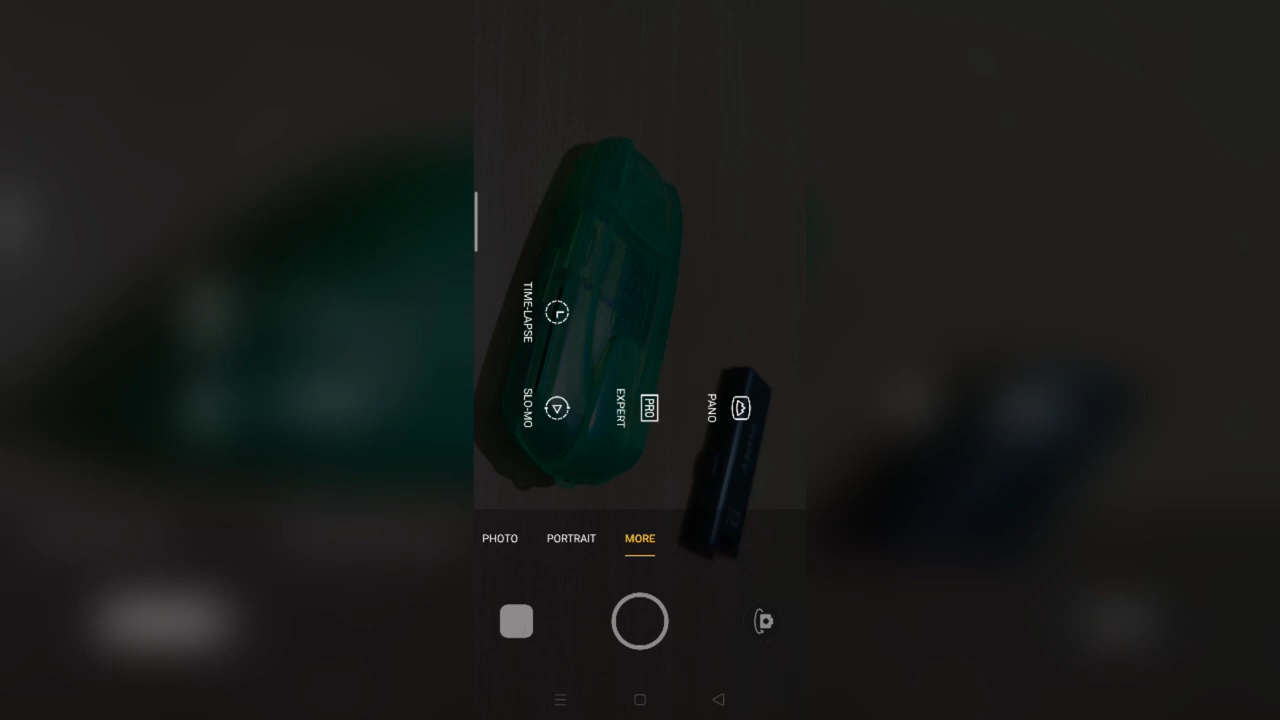 TIME-LAPSE
SLO-MO
EXPERT
PRO
PANO
PHOTO
PORTRAIT
MORE